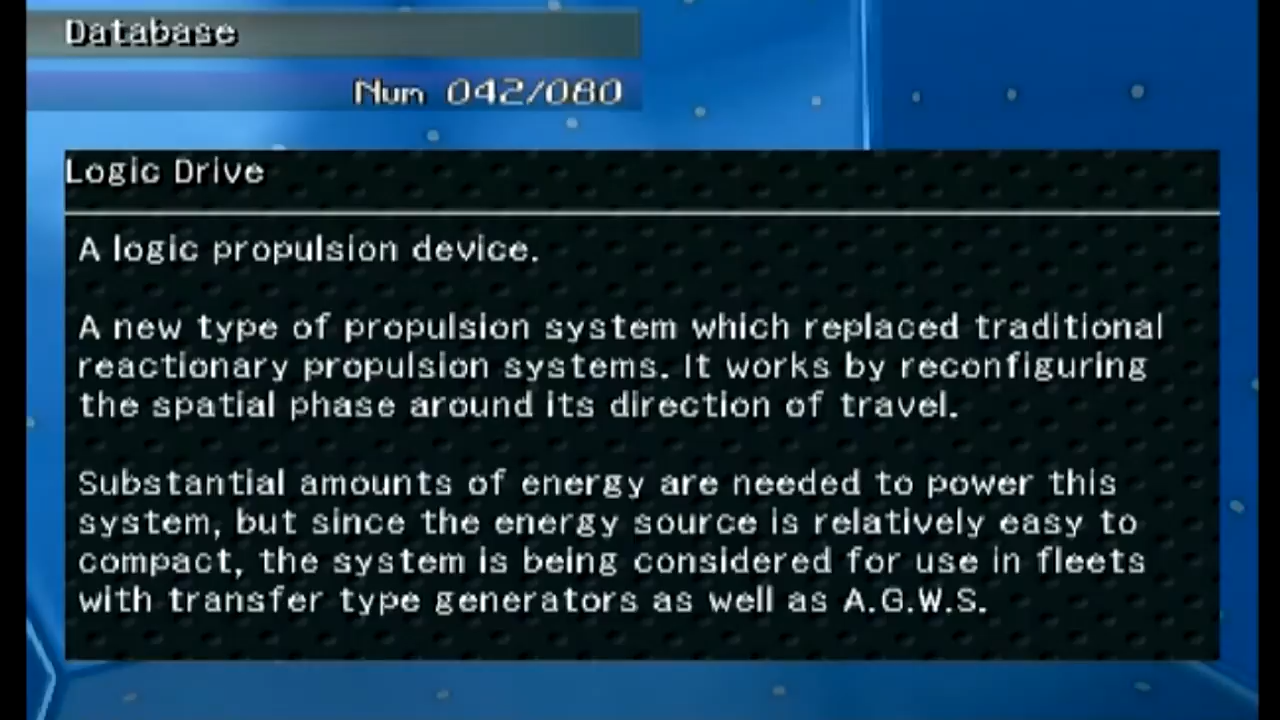 Database
Num 042/080
Logic Drive
A logic propulsion device.
A new type of propulsion system which replaced traditional
reactionary propulsion systems. It works by reconfiguring
the spatial phase around its direction of travel.
Substantial amounts of energy are needed to power this
system, but since the energy source is relatively easy to
compact, the system is being considered for use in fleets
with transfer type generators as well as A.G.W.S.